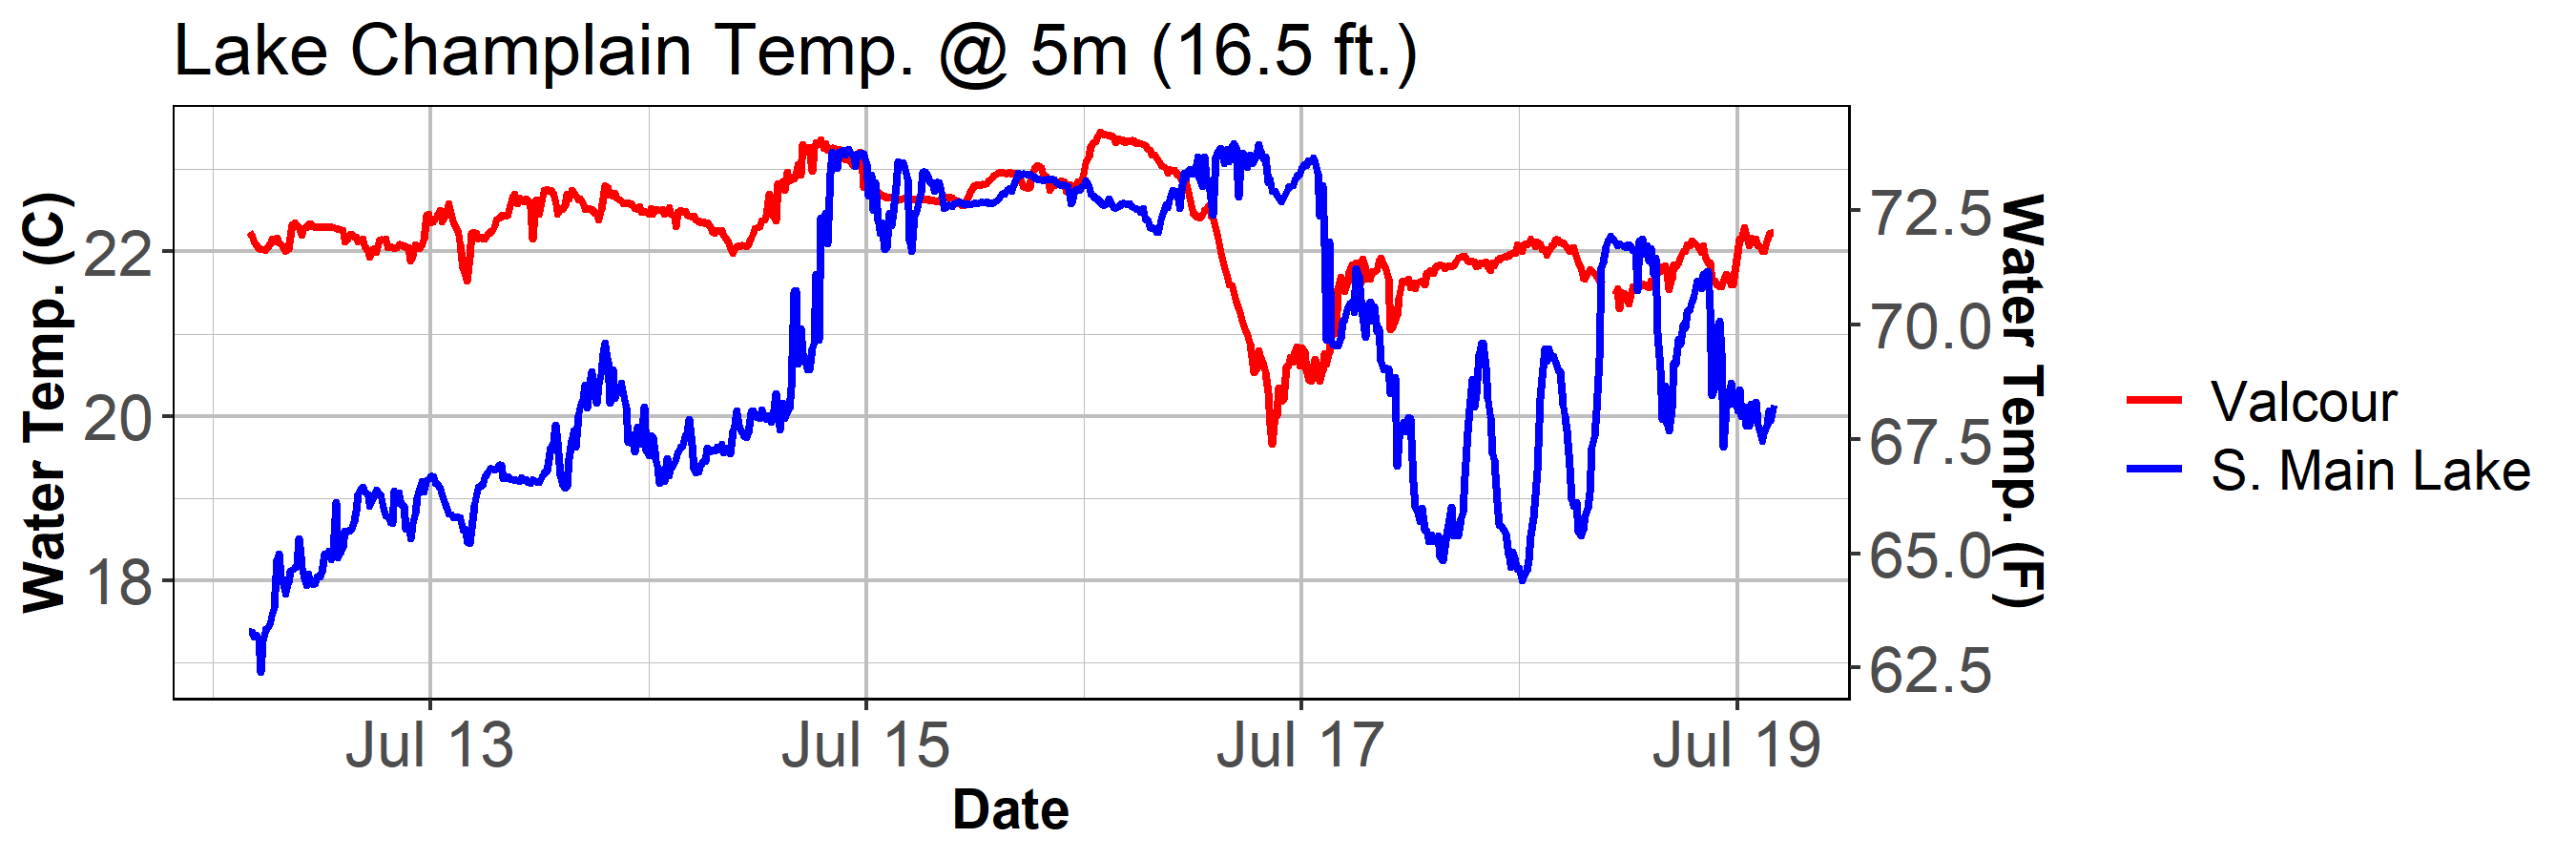 Lake Champlain Temp. @ 5m (16.5 ft.)
Water Temp. (C)
22
20
18
72.5
70.0
67.5
65.0
62.5
Water Temp. (F)
Jul 13 Jul 15 Jul 17 Jul 19
Date
Valcour
S. Main Lake